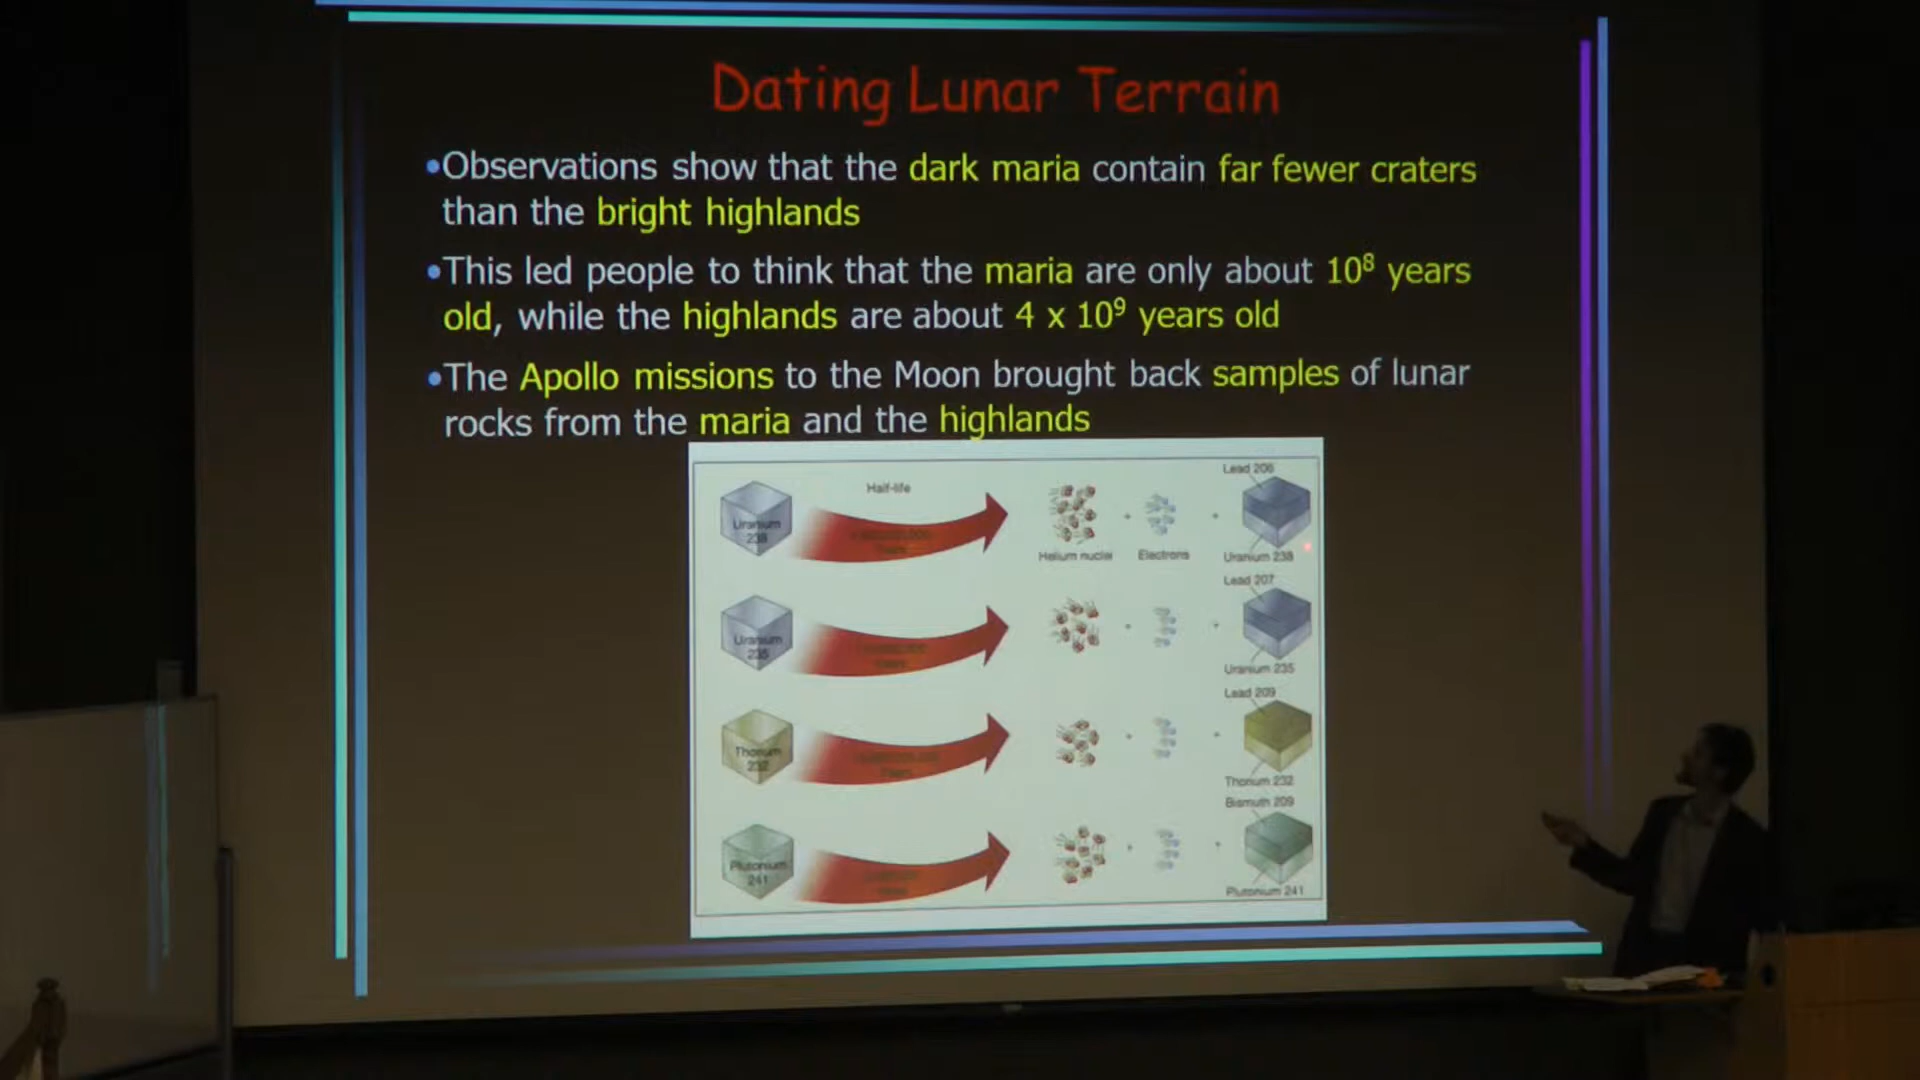 Dating Lunar Terrain
•Observations show that the dark maria contain far fewer craters
than the bright highlands
•This led people to think that the maria are only about 10⁸ years
old, while the highlands are about 4 x 10⁹ years old
•The Apollo missions to the Moon brought back samples of lunar
rocks from the maria and the highlands
Half-life
Lead 206
Uranium
238
Helium nuclei
Electrons
Uranium 238
Lead 207
Uranium
235
Uranium 235
Lead 209
Thorium
232
Thorium 232
Bismuth 209
Plutonium
241
Plutonium 241